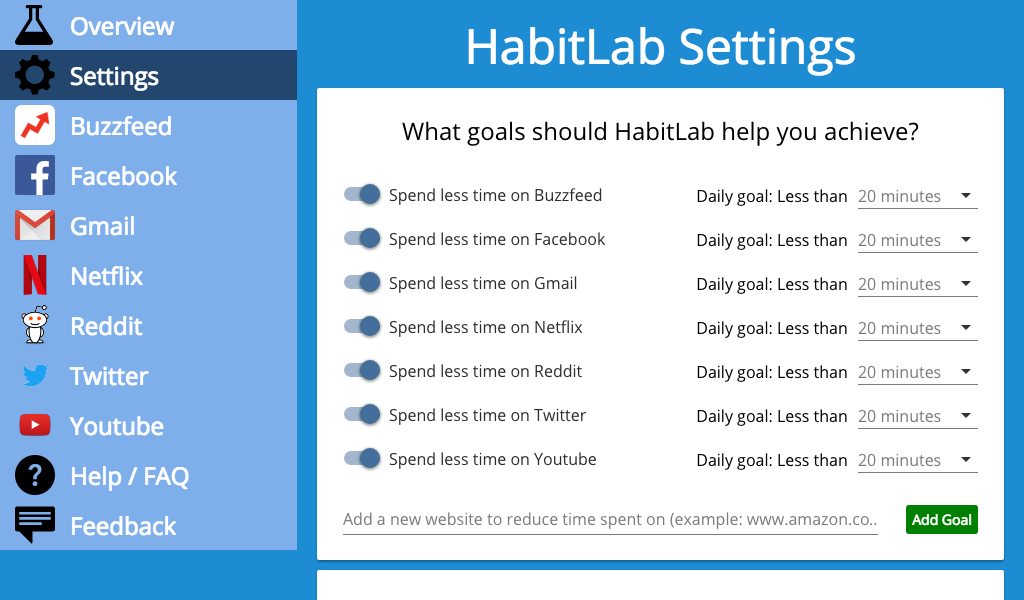 Overview
Settings
Buzzfeed
Facebook
Gmail
Netflix
Reddit
Twitter
Youtube
? Help / FAQ
Feedback
HabitLab Settings
What goals should HabitLab help you achieve?
Spend less time on Buzzfeed Daily goal: Less than 20 minutes
Spend less time on Facebook Daily goal: Less than 20 minutes
Spend less time on Gmail Daily goal: Less than 20 minutes
Spend less time on Netflix Daily goal: Less than 20 minutes
Spend less time on Reddit Daily goal: Less than 20 minutes
Spend less time on Twitter Daily goal: Less than 20 minutes
Spend less time on Youtube Daily goal: Less than 20 minutes
Add a new website to reduce time spent on (example: www.amazon.co.. Add Goal